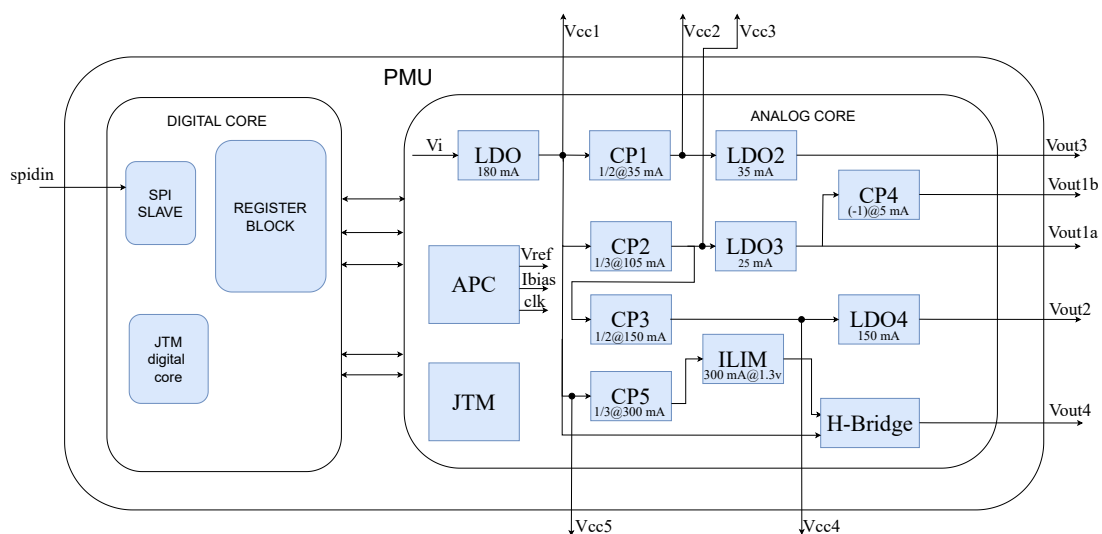 Vcc1
Vcc2
Vcc3
PMU
DIGITAL CORE
ANALOG CORE
spidin
SPI
SLAVE
REGISTER
BLOCK
JTM
digital
core
Vi
LDO
180 mA
CP1
1/2@35 mA
LDO2
35 mA
Vout3
CP4
(-1)@5 mA
Vout1b
CP2
1/3@105 mA
LDO3
25 mA
Vout1a
APC
Vref
Ibias
clk
CP3
1/2@150 mA
LDO4
150 mA
Vout2
ILIM
300 mA@1.3v
JTM
CP5
1/3@300 mA
H-Bridge
Vout4
Vcc5
Vcc4